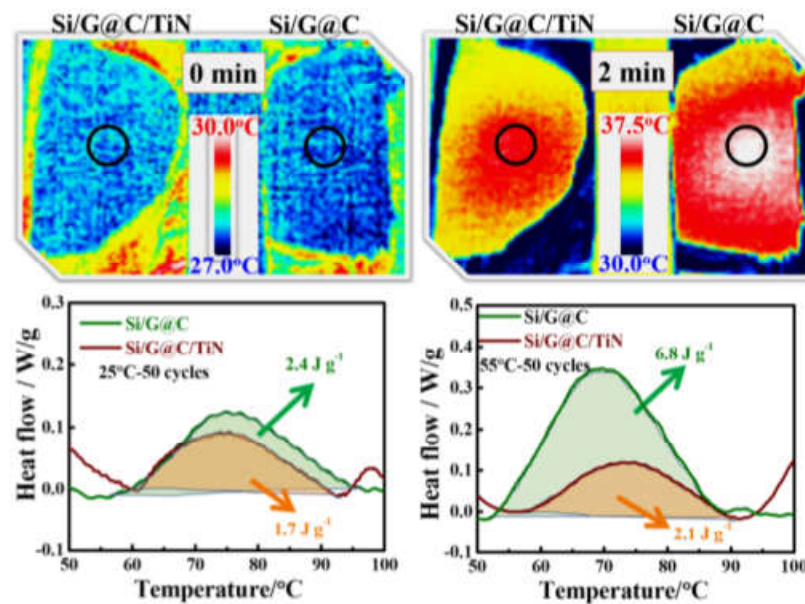 Si/G@C/TiN Si/G@C
0 min
30.0°C
27.0°C
Si/G@C/TiN Si/G@C
2 min
37.5°C
30.0°C
0.3
0.2
0.1
0.0
-0.1
Heat flow / W/g
Si/G@C
Si/G@C/TiN
25°C-50 cycles
2.4 J g⁻¹
1.7 J g⁻¹
50 60 70 80 90 100
Temperature/°C
0.5
0.4
0.3
0.2
0.1
0.0
-0.1
Heat flow / W/g
Si/G@C
Si/G@C/TiN
55°C-50 cycles
6.8 J g⁻¹
2.1 J g⁻¹
50 60 70 80 90 100
Temperature/°C